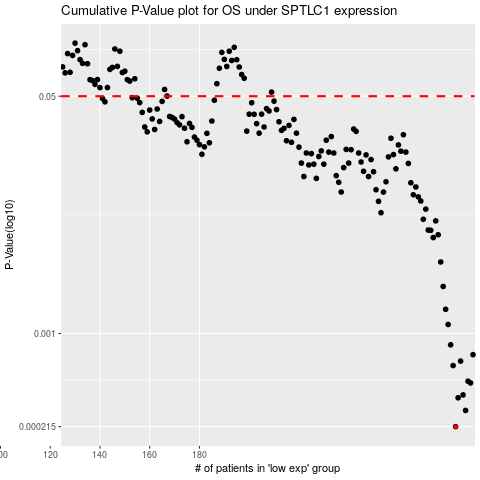 Cumulative P-Value plot for OS under SPTLC1 expression
P-Value(log10)
0.05
0.001
0.000215
00 120 140 160 180
# of patients in 'low exp' group